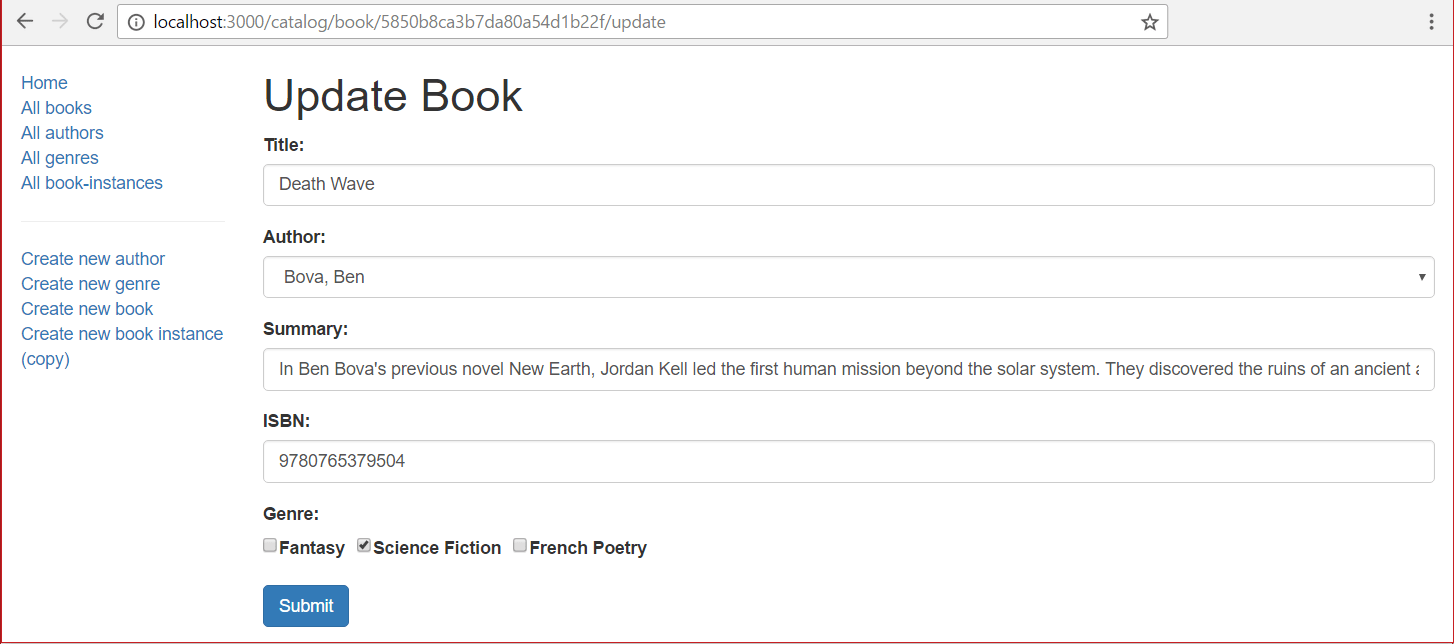 localhost:3000/catalog/book/5850b8ca3b7da80a54d1b22f/update
Home
All books
All authors
All genres
All book-instances
Create new author
Create new genre
Create new book
Create new book instance
(copy)
Update Book
Title:
Death Wave
Author:
Bova, Ben
Summary:
In Ben Bova's previous novel New Earth, Jordan Kell led the first human mission beyond the solar system. They discovered the ruins of an ancient
ISBN:
9780765379504
Genre:
Fantasy Science Fiction French Poetry
Submit